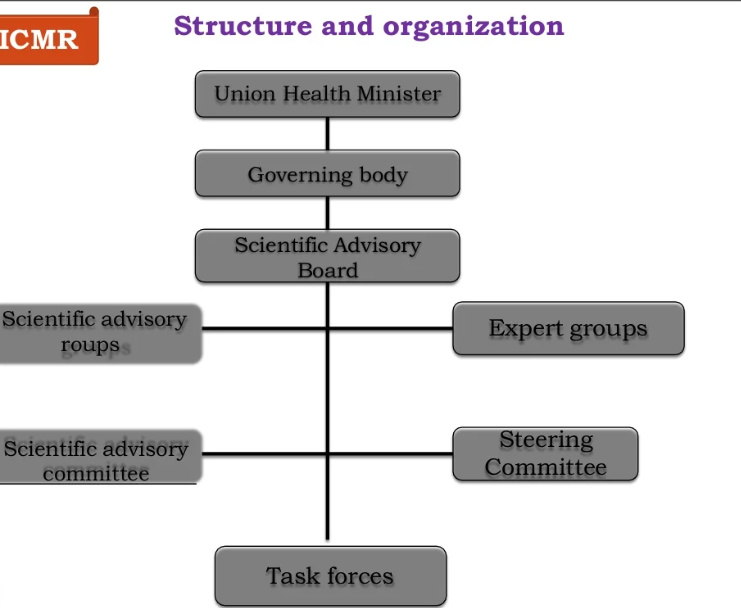 ICMR
Structure and organization
Union Health Minister
Governing body
Scientific Advisory
Board
Scientific advisory
roups
Expert groups
Scientific advisory
committee
Steering
Committee
Task forces